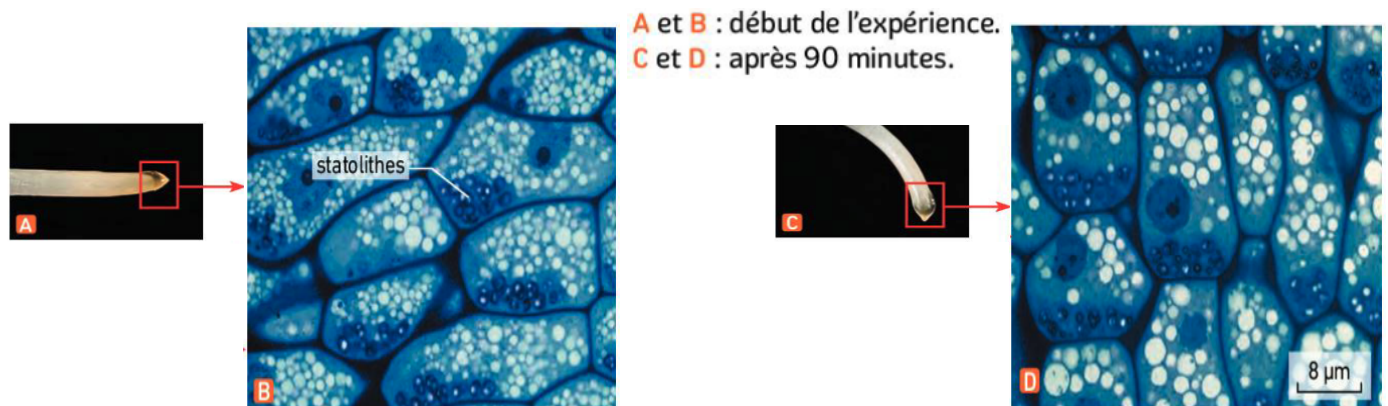 A et B : début de l'expérience.
C et D : après 90 minutes.
statolithes
A
B
C
D
8 µm